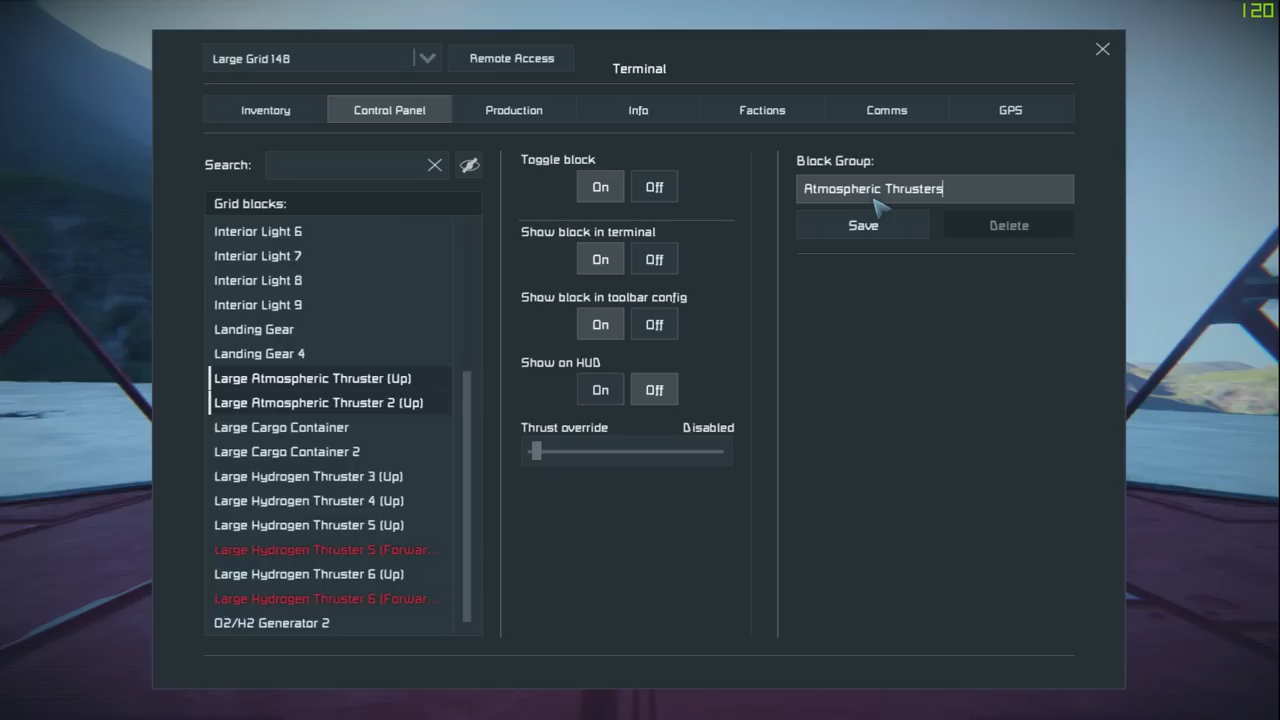 120
Large Grid 148
Remote Access
Terminal
Inventory
Control Panel
Production
Info
Factions
Comms
GPS
Search:
Grid blocks:
Interior Light 6
Interior Light 7
Interior Light 8
Interior Light 9
Landing Gear
Landing Gear 4
Large Atmospheric Thruster (Up)
Large Atmospheric Thruster 2 (Up)
Large Cargo Container
Large Cargo Container 2
Large Hydrogen Thruster 3 (Up)
Large Hydrogen Thruster 4 (Up)
Large Hydrogen Thruster 5 (Up)
Large Hydrogen Thruster 5 (Forwar...
Large Hydrogen Thruster 6 (Up)
Large Hydrogen Thruster 6 (Forwar...
O2/H2 Generator 2
Toggle block
On Off
Show block in terminal
On Off
Show block in toolbar config
On Off
Show on HUD
On Off
Thrust override Disabled
Block Group:
Atmospheric Thrusters
Save
Delete